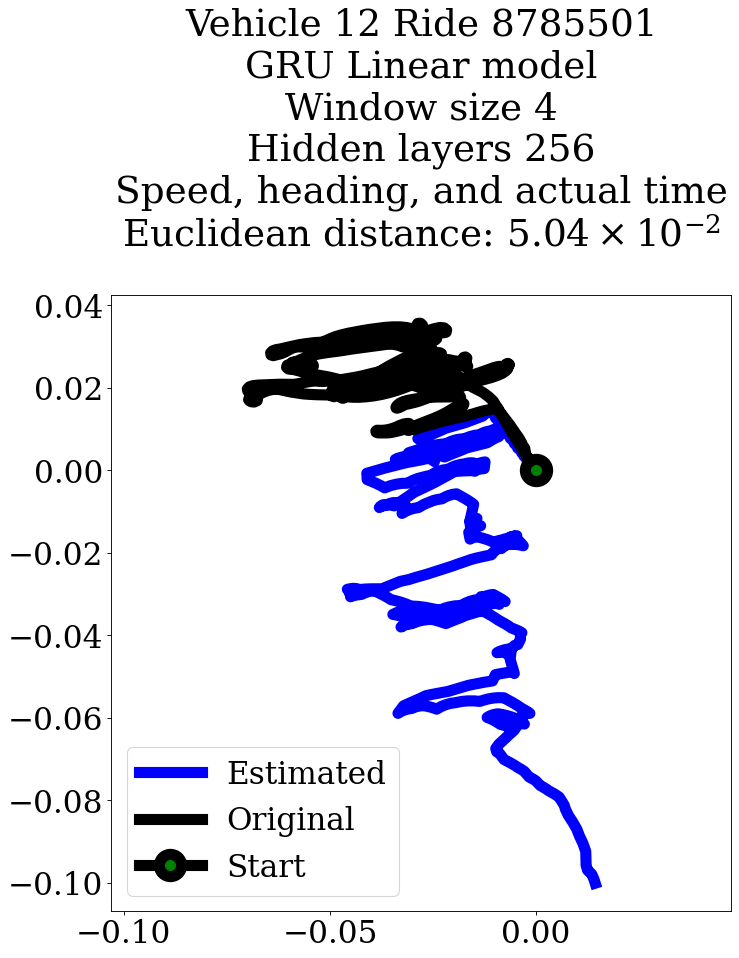 Vehicle 12 Ride 8785501
GRU Linear model
Window size 4
Hidden layers 256
Speed, heading, and actual time
Euclidean distance: 5.04 × 10⁻²
0.04
0.02
0.00
−0.02
−0.04
−0.06
−0.08
−0.10
Estimated
Original
Start
−0.10 −0.05 0.00